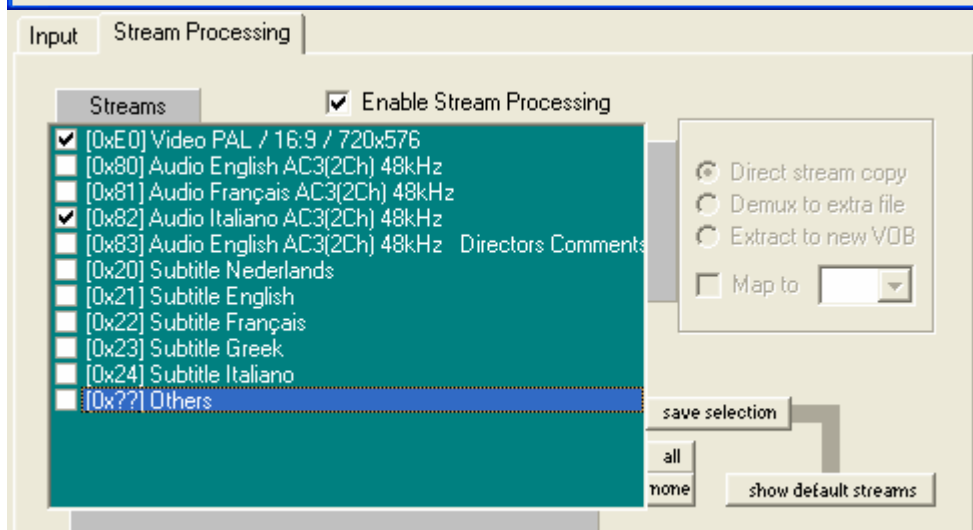 Input Stream Processing
Streams Enable Stream Processing
[0xE0] Video PAL / 16:9 / 720x576
[0x80] Audio English AC3(2Ch) 48kHz
[0x81] Audio Français AC3(2Ch) 48kHz
[0x82] Audio Italiano AC3(2Ch) 48kHz
[0x83] Audio English AC3(2Ch) 48kHz Directors Comments
[0x20] Subtitle Nederlands
[0x21] Subtitle English
[0x22] Subtitle Français
[0x23] Subtitle Greek
[0x24] Subtitle Italiano
[0x??] Others
Direct stream copy
Demux to extra file
Extract to new VOB
Map to
save selection
all
none
show default streams